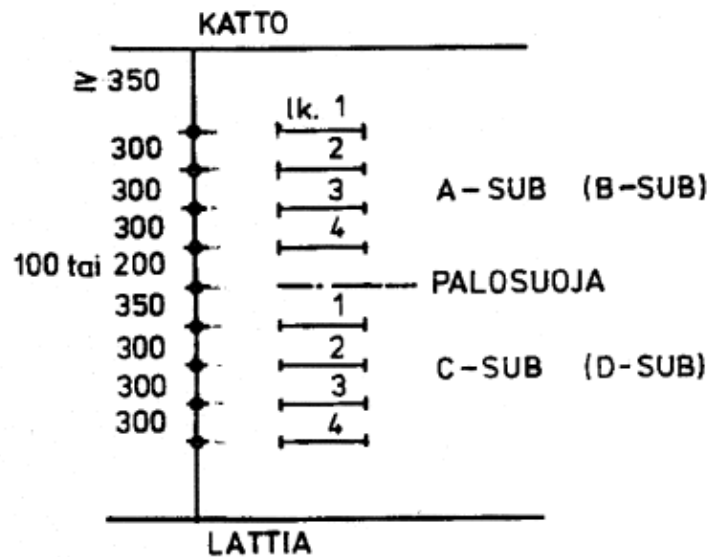 KATTO
≥ 350
lk. 1
300 2
300 3 A-SUB (B-SUB)
300 4
100 tai 200
PALOSUOJA
350 1
300 2 C-SUB (D-SUB)
300 3
300 4
LATTIA